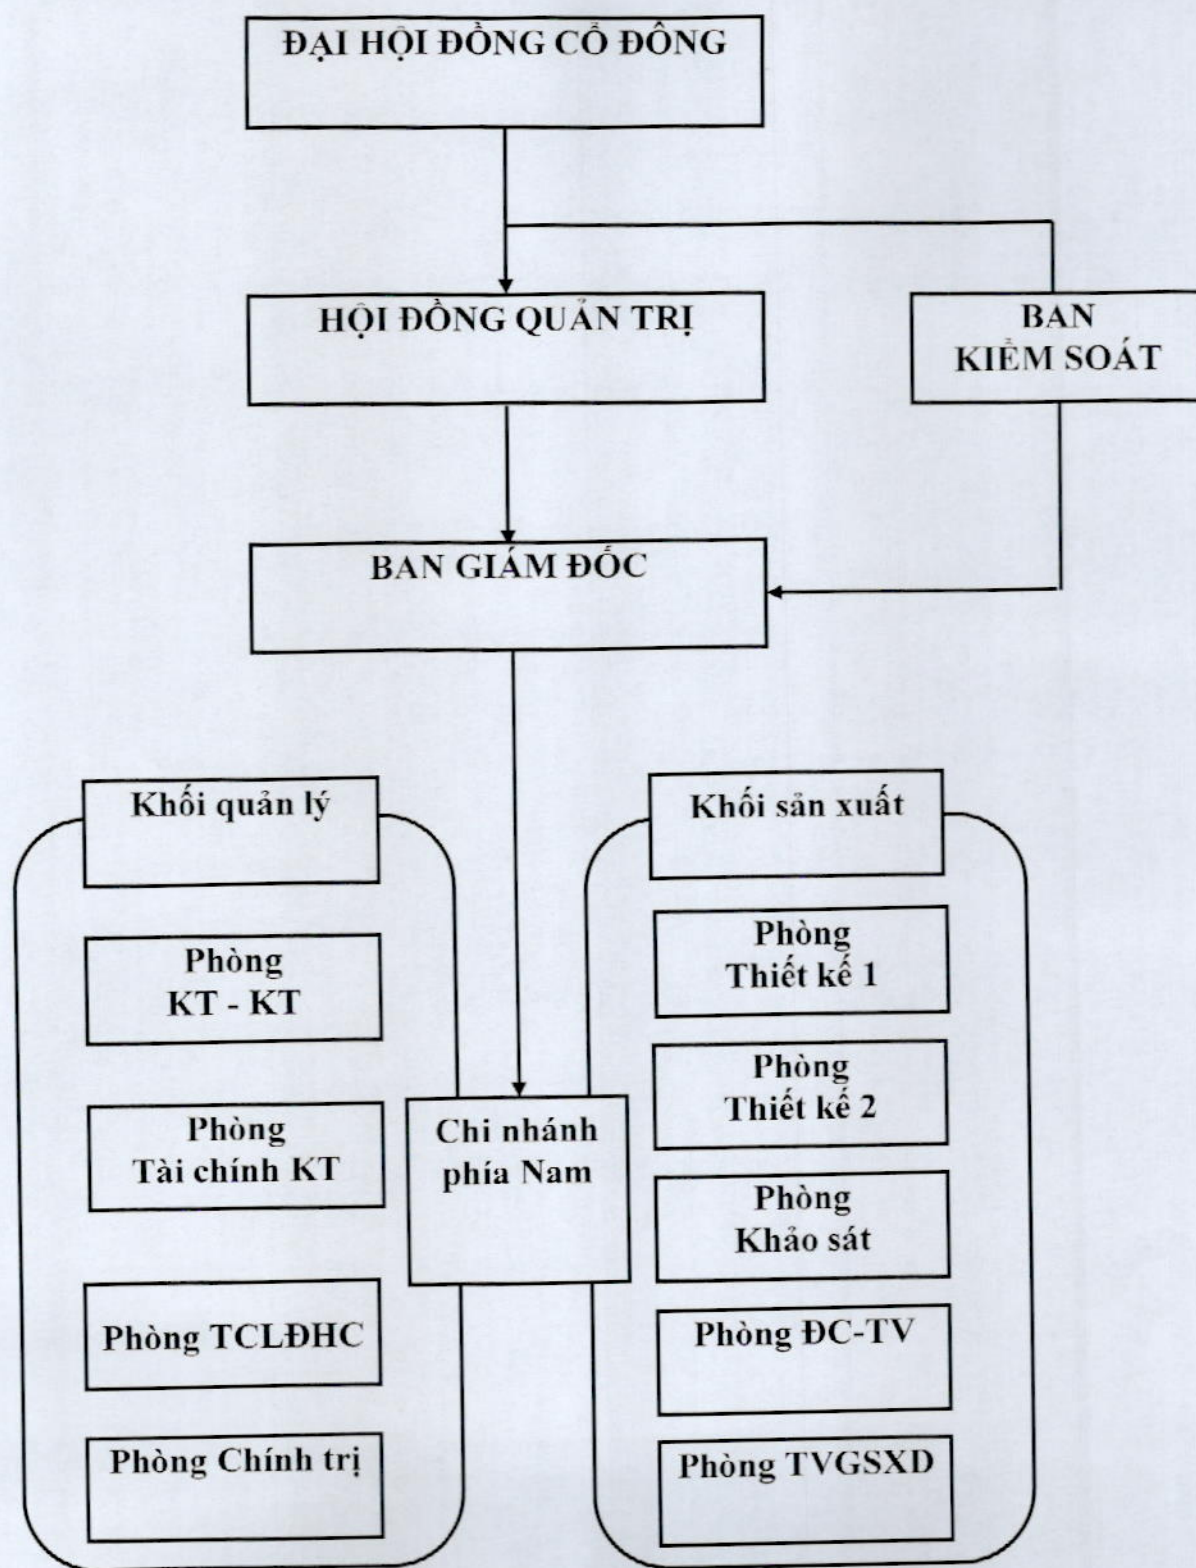 ĐẠI HỘI ĐỒNG CỔ ĐÔNG
HỘI ĐỒNG QUẢN TRỊ
BAN
KIỂM SOÁT
BAN GIÁM ĐỐC
Khối quản lý
Phòng
KT - KT
Phòng
Tài chính KT
Phòng TCLĐHC
Phòng Chính trị
Chi nhánh
phía Nam
Khối sản xuất
Phòng
Thiết kế 1
Phòng
Thiết kế 2
Phòng
Khảo sát
Phòng ĐC-TV
Phòng TVGSXD